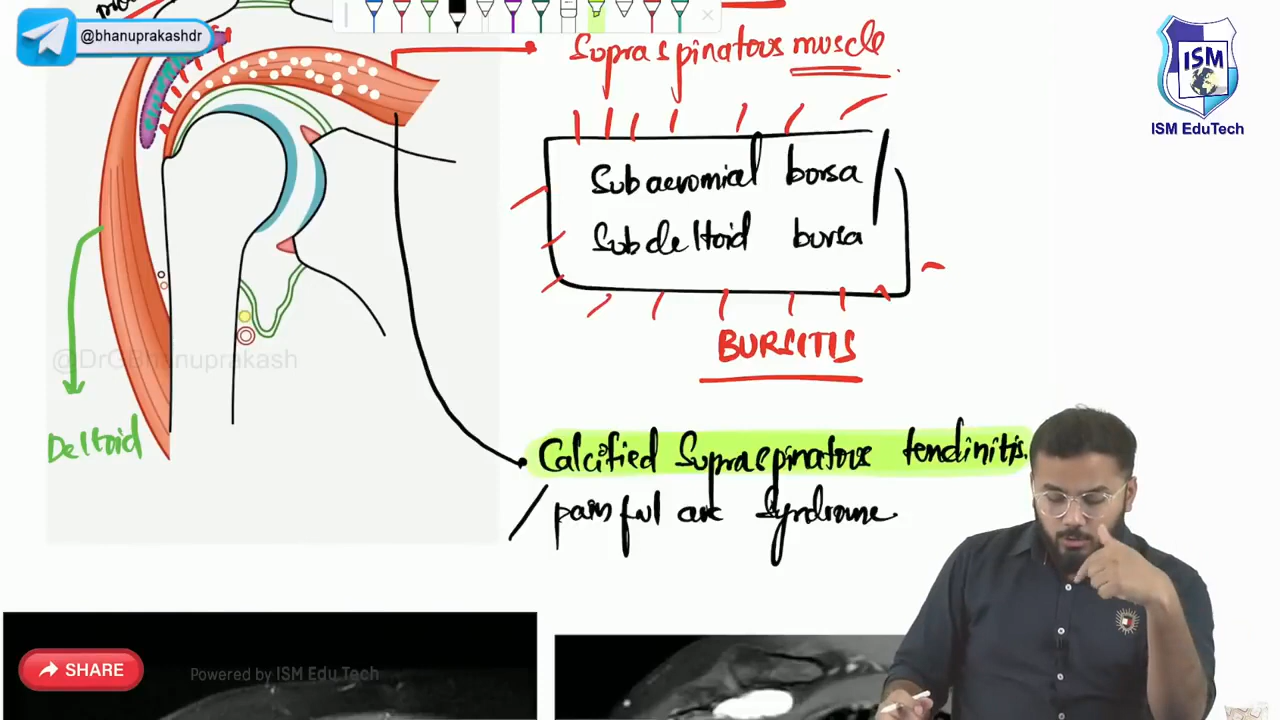 @bhanuprakashdr
Supraspinatous muscle
ISM
ISM EduTech
Subacromial bursa /
Subdeltoid bursa
BURSITIS
@DrGBhanuprakash
Deltoid
Calcified Supraspinatous tendinitis.
/ painful arc Syndrome
SHARE
Powered by ISM Edu Tech